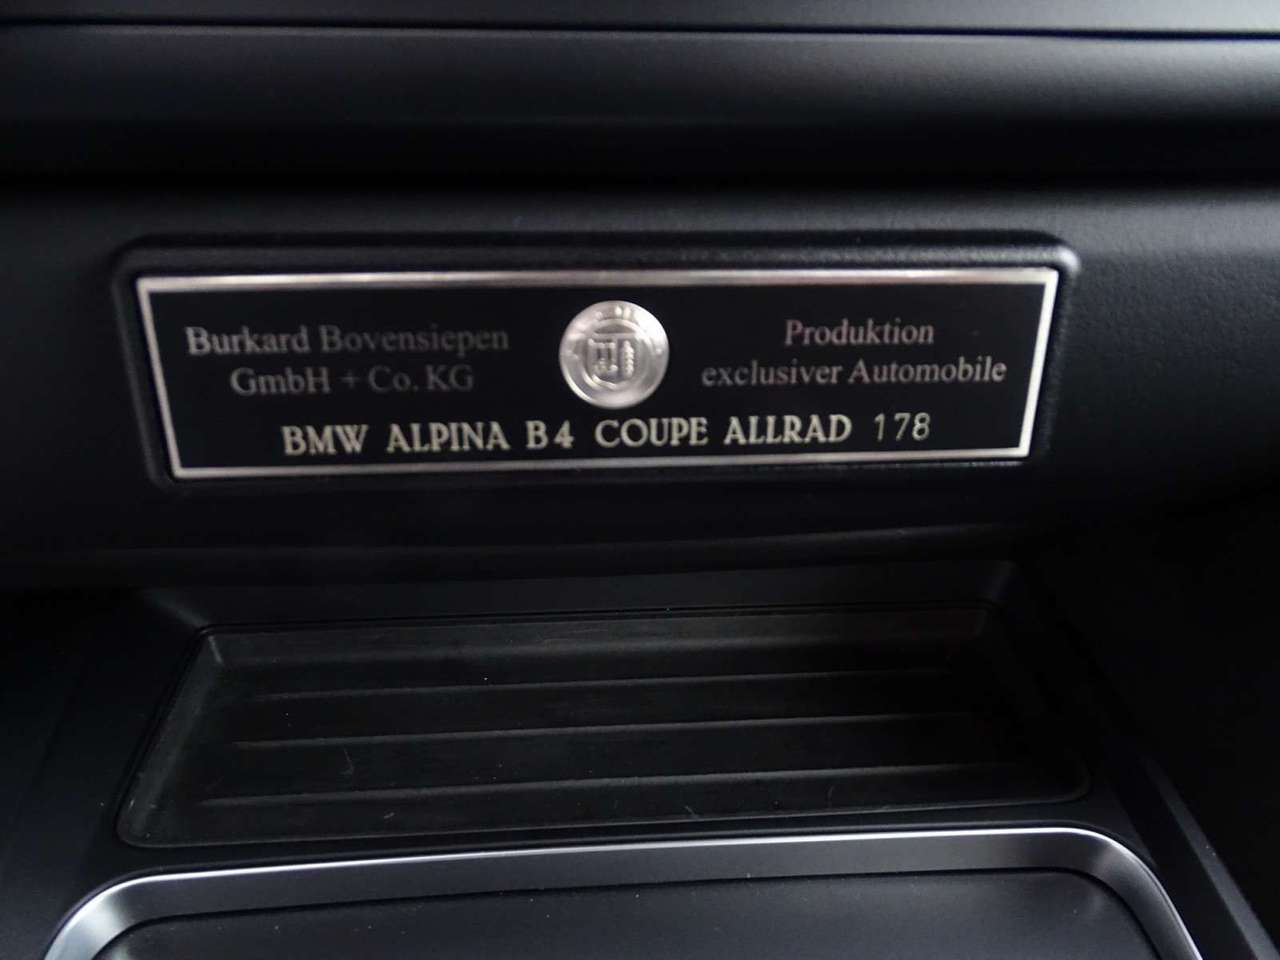 Burkard Bovensiepen
GmbH + Co. KG
Produktion
exclusiver Automobile
BMW ALPINA B4 COUPE ALLRAD 178